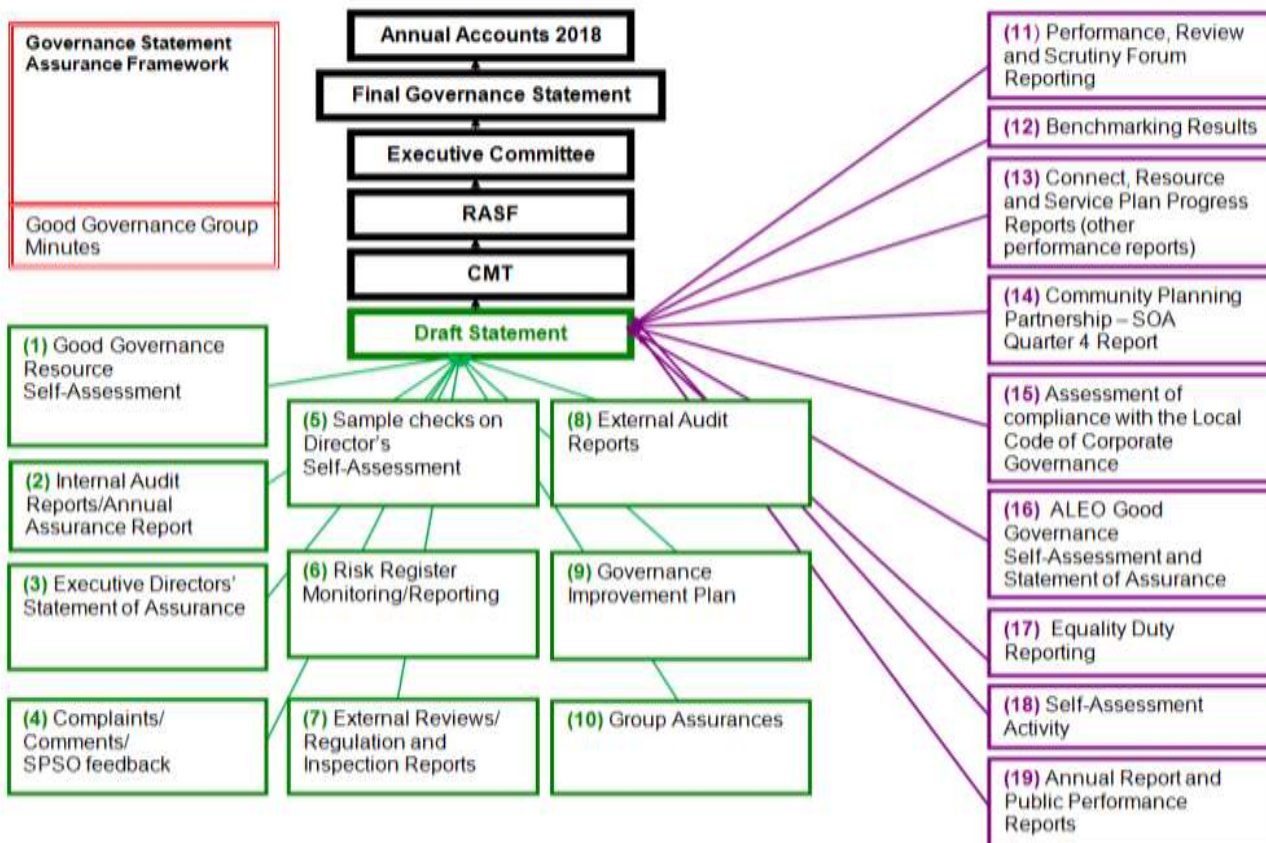 Governance Statement
Assurance Framework
Good Governance Group
Minutes
Annual Accounts 2018
Final Governance Statement
Executive Committee
RASF
CMT
Draft Statement
(1) Good Governance
Resource
Self-Assessment
(2) Internal Audit
Reports/Annual
Assurance Report
(3) Executive Directors'
Statement of Assurance
(4) Complaints/
Comments/
SPSO feedback
(5) Sample checks on
Director's
Self-Assessment
(6) Risk Register
Monitoring/Reporting
(7) External Reviews/
Regulation and
Inspection Reports
(8) External Audit
Reports
(9) Governance
Improvement Plan
(10) Group Assurances
(11) Performance, Review
and Scrutiny Forum
Reporting
(12) Benchmarking Results
(13) Connect, Resource
and Service Plan Progress
Reports (other
performance reports)
(14) Community Planning
Partnership – SOA
Quarter 4 Report
(15) Assessment of
compliance with the Local
Code of Corporate
Governance
(16) ALEO Good
Governance
Self-Assessment and
Statement of Assurance
(17) Equality Duty
Reporting
(18) Self-Assessment
Activity
(19) Annual Report and
Public Performance
Reports